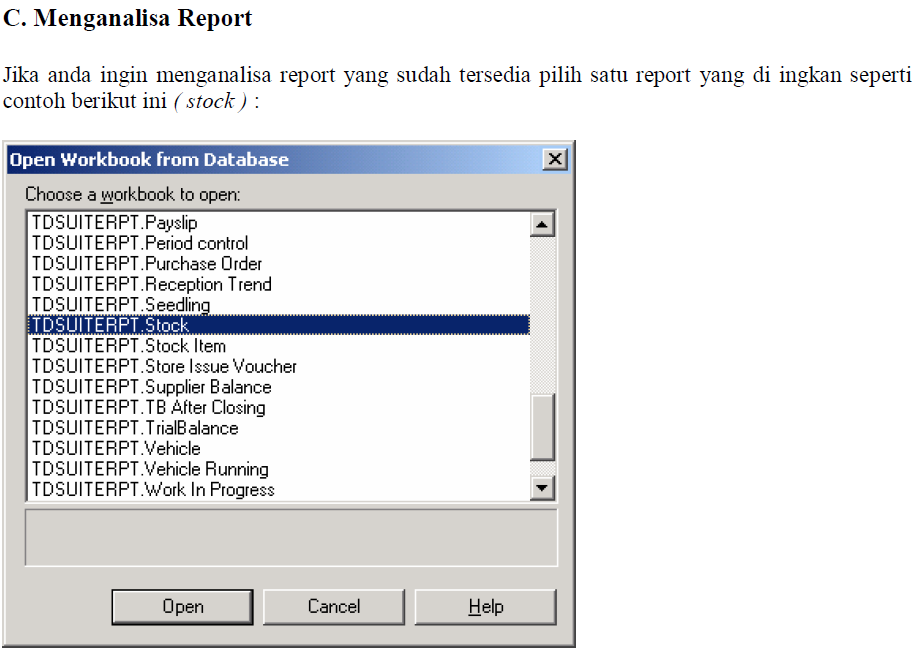 C. Menganalisa Report
Jika anda ingin menganalisa report yang sudah tersedia pilih satu report yang di ingkan seperti
contoh berikut ini ( stock ) :
Open Workbook from Database
Choose a workbook to open:
TDSUITERPT.Payslip
TDSUITERPT.Period control
TDSUITERPT.Purchase Order
TDSUITERPT.Reception Trend
TDSUITERPT.Seedling
TDSUITERPT.Stock
TDSUITERPT.Stock Item
TDSUITERPT.Store Issue Voucher
TDSUITERPT.Supplier Balance
TDSUITERPT.TB After Closing
TDSUITERPT.TrialBalance
TDSUITERPT.Vehicle
TDSUITERPT.Vehicle Running
TDSUITERPT.Work In Progress
Open Cancel Help